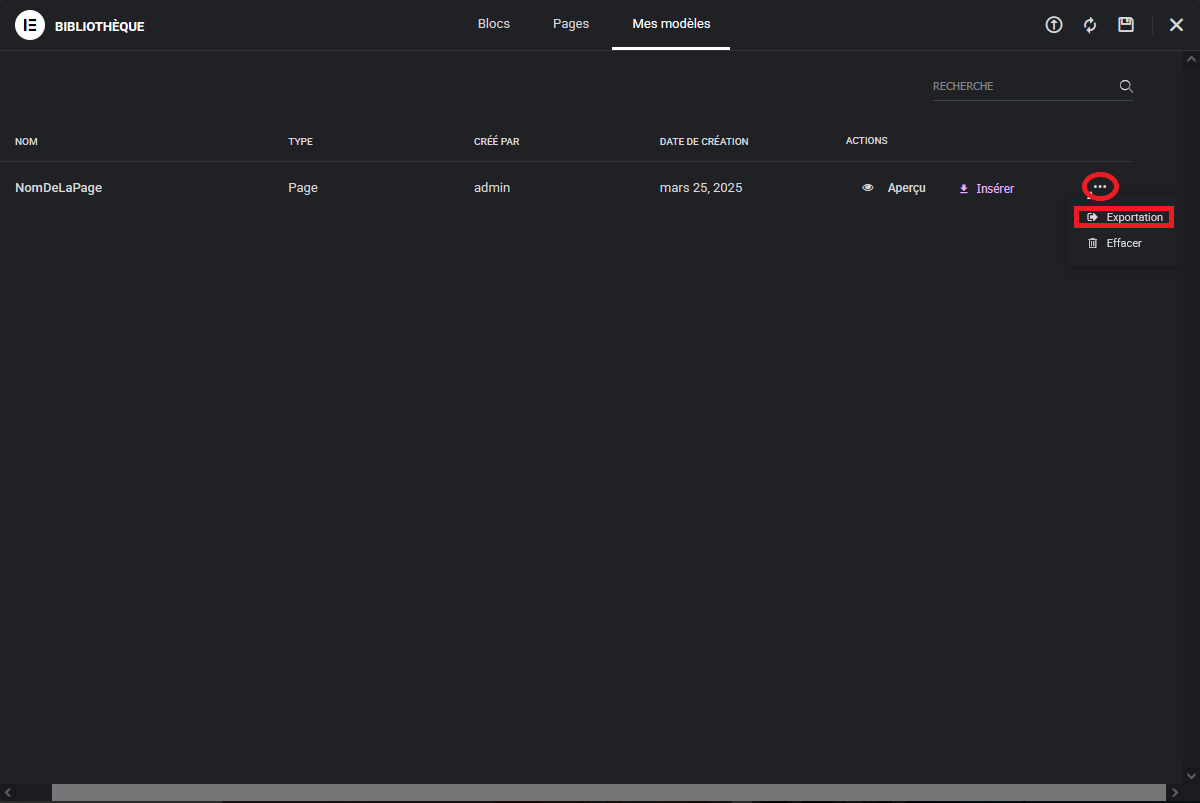 BIBLIOTHÈQUE
Blocs
Pages
Mes modèles
RECHERCHE
NOM
TYPE
CRÉÉ PAR
DATE DE CRÉATION
ACTIONS
NomDeLaPage
Page
admin
mars 25, 2025
Aperçu
Insérer
Exportation
Effacer